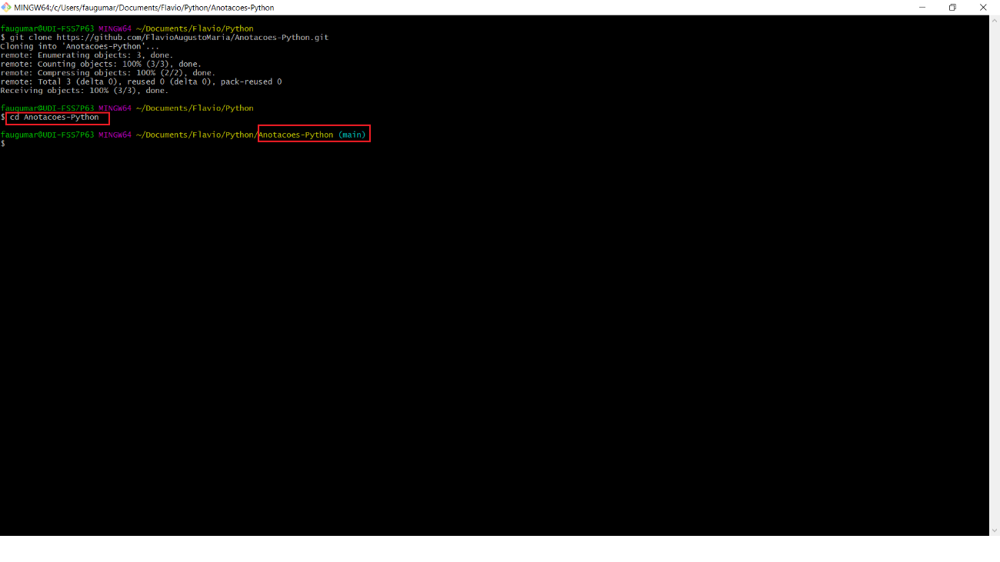 MINGW64:/c/Users/faugumar/Documents/Flavio/Python/Anotacoes-Python
faugumar@UDI-FSS7P63 MINGW64 ~/Documents/Flavio/Python
$ git clone https://github.com/FlavioAugustoMaria/Anotacoes-Python.git
Cloning into 'Anotacoes-Python'...
remote: Enumerating objects: 3, done.
remote: Counting objects: 100% (3/3), done.
remote: Compressing objects: 100% (2/2), done.
remote: Total 3 (delta 0), reused 0 (delta 0), pack-reused 0
Receiving objects: 100% (3/3), done.
faugumar@UDI-FSS7P63 MINGW64 ~/Documents/Flavio/Python
$ cd Anotacoes-Python
faugumar@UDI-FSS7P63 MINGW64 ~/Documents/Flavio/Python/Anotacoes-Python (main)
$